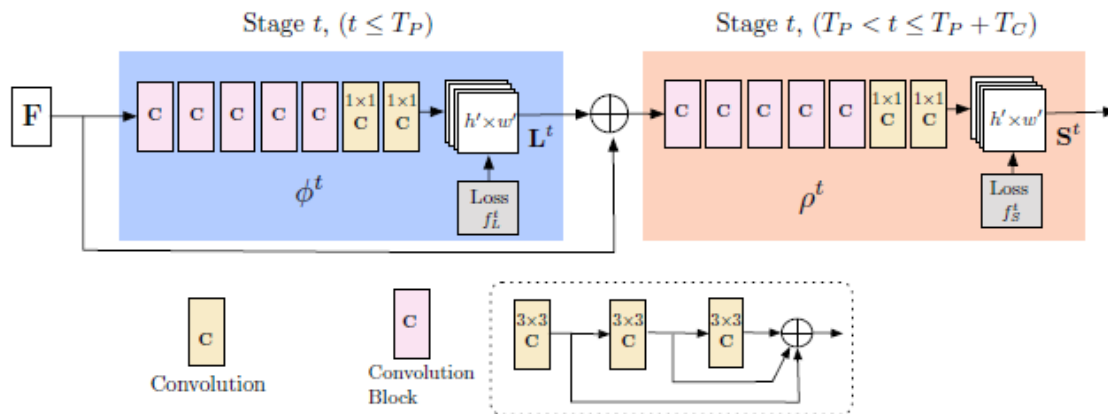 Stage t, (t ≤ T_P)
Stage t, (T_P < t ≤ T_P + T_C)
F
C C C C C 1×1 C 1×1 C
h′×w′
L^t
ϕ^t
Loss
f_L^t
C C C C C 1×1 C 1×1 C
h′×w′
S^t
ρ^t
Loss
f_S^t
C
Convolution
C
Convolution
Block
3×3 3×3 3×3
C C C